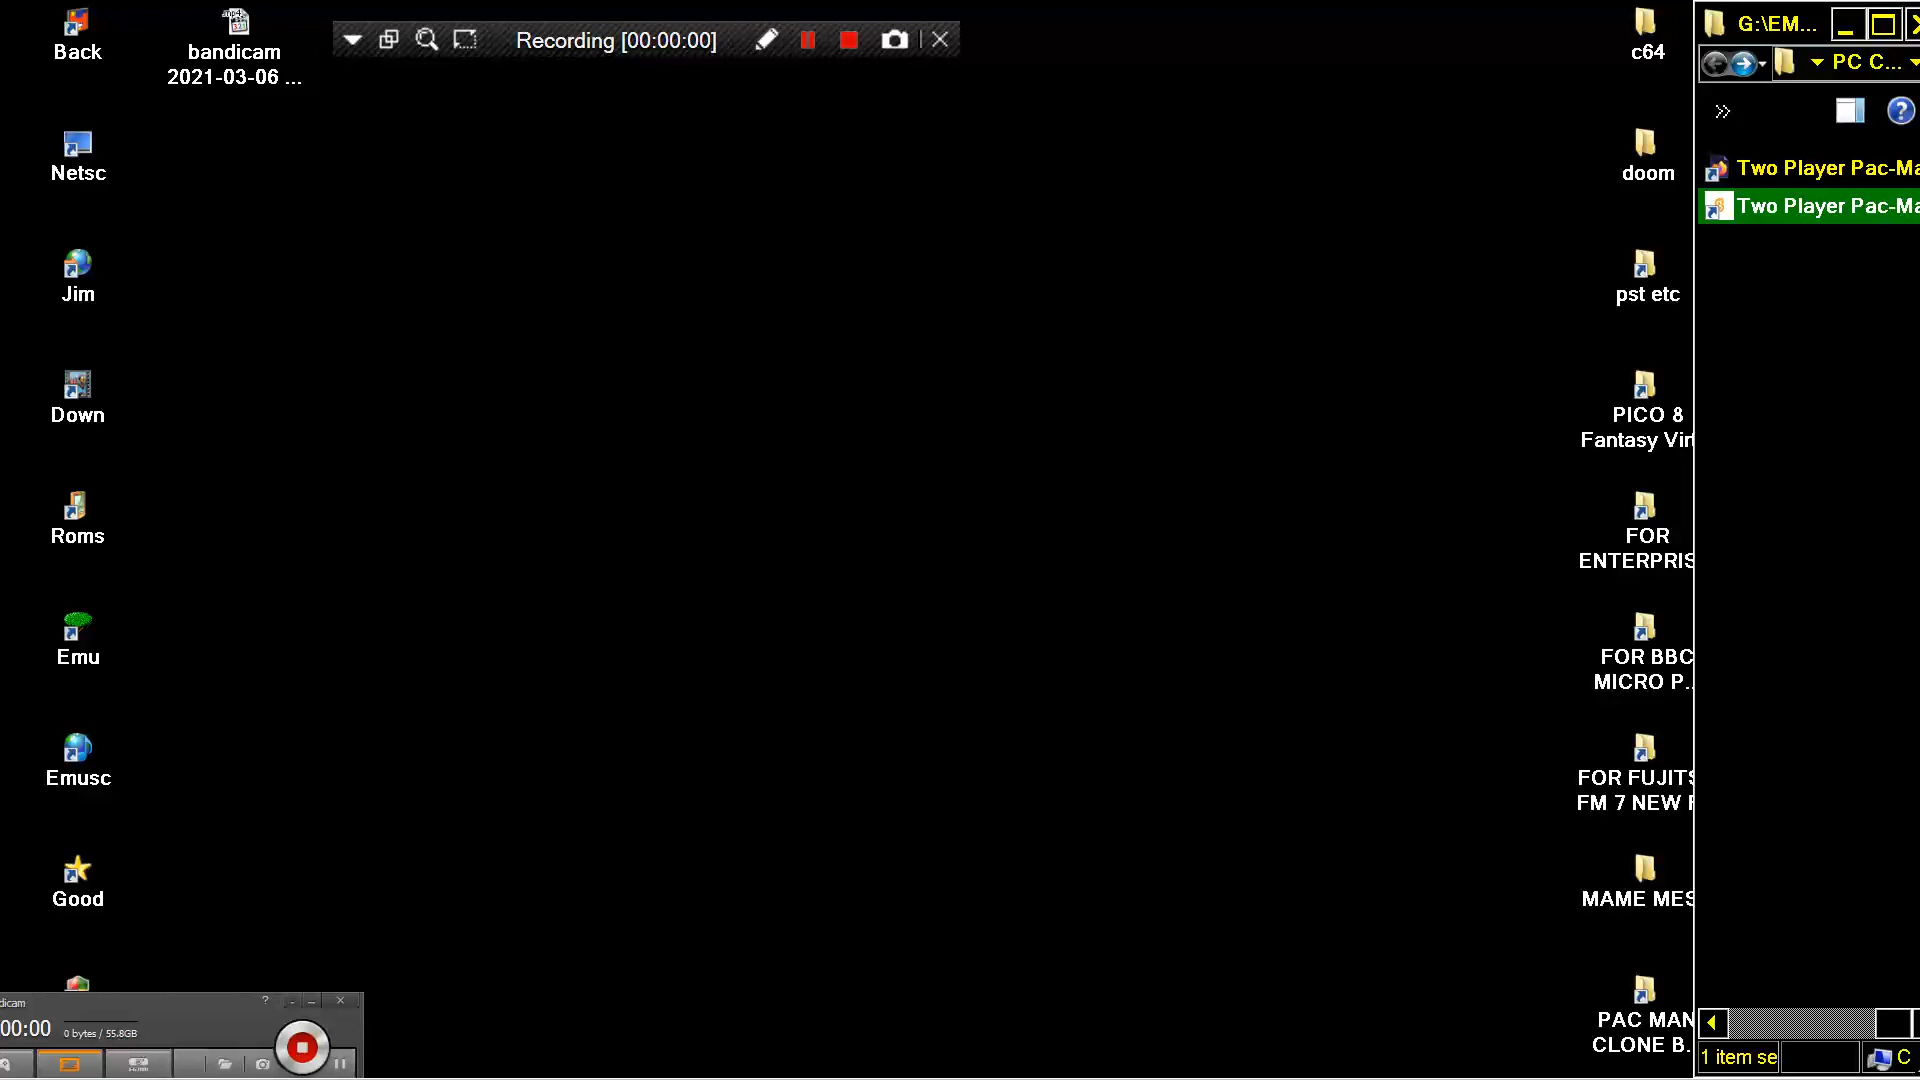 Back
bandicam
2021-03-06 ...
Recording [00:00:00]
c64
G:\EM...
PC C...
Netsc
doom
Two Player Pac-Ma
Two Player Pac-Ma
Jim
pst etc
Down
PICO 8
Fantasy Virt
Roms
FOR
ENTERPRIS
Emu
FOR BBC
MICRO P...
Emusc
FOR FUJITS
FM 7 NEW
Good
MAME MES
PAC MAN
CLONE B.
dicam
00:00
0 bytes / 55.8GB
1 item se
C